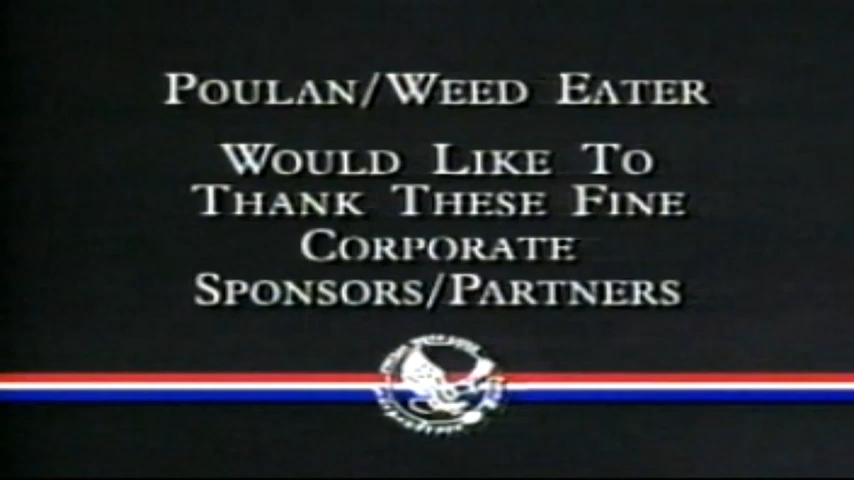 POULAN/WEED EATER
WOULD LIKE TO
THANK THESE FINE
CORPORATE
SPONSORS/PARTNERS